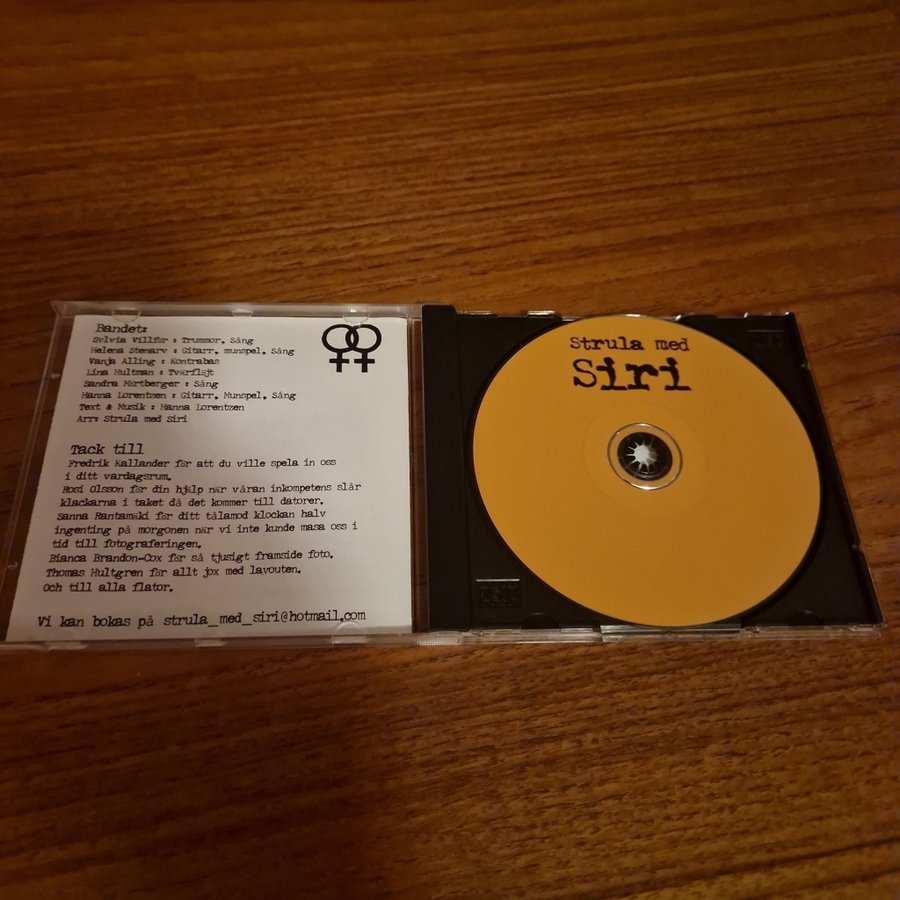 Bandet:
Sylvia Villför : Trummor, Sång
Helena Stenarv : Gitarr, munspel, Sång
Vanja Alling : Kontrabas
Lina Hultman : Tvärflöjt
Sandra Mårtberger : Sång
Hanna Lorentzen : Gitarr, Munspel, Sång
Text & Musik : Hanna Lorentzen
Arr: Strula med Siri
Tack till
Fredrik Kallander för att du ville spela in oss
i ditt vardagsrum.
Rosi Olsson för din hjälp när våran inkompetens slår
klackarna i taket då det kommer till datorer.
Sanna Rantamäki för ditt tålamod klockan halv
ingenting på morgonen när vi inte kunde masa oss i
tid till fotograferingen.
Bianca Brandon-Cox för så tjusigt framside foto.
Thomas Hultgren för allt jox med layouten.
Och till alla flator.
Vi kan bokas på strula_med_siri@hotmail.com
Strula med
Siri